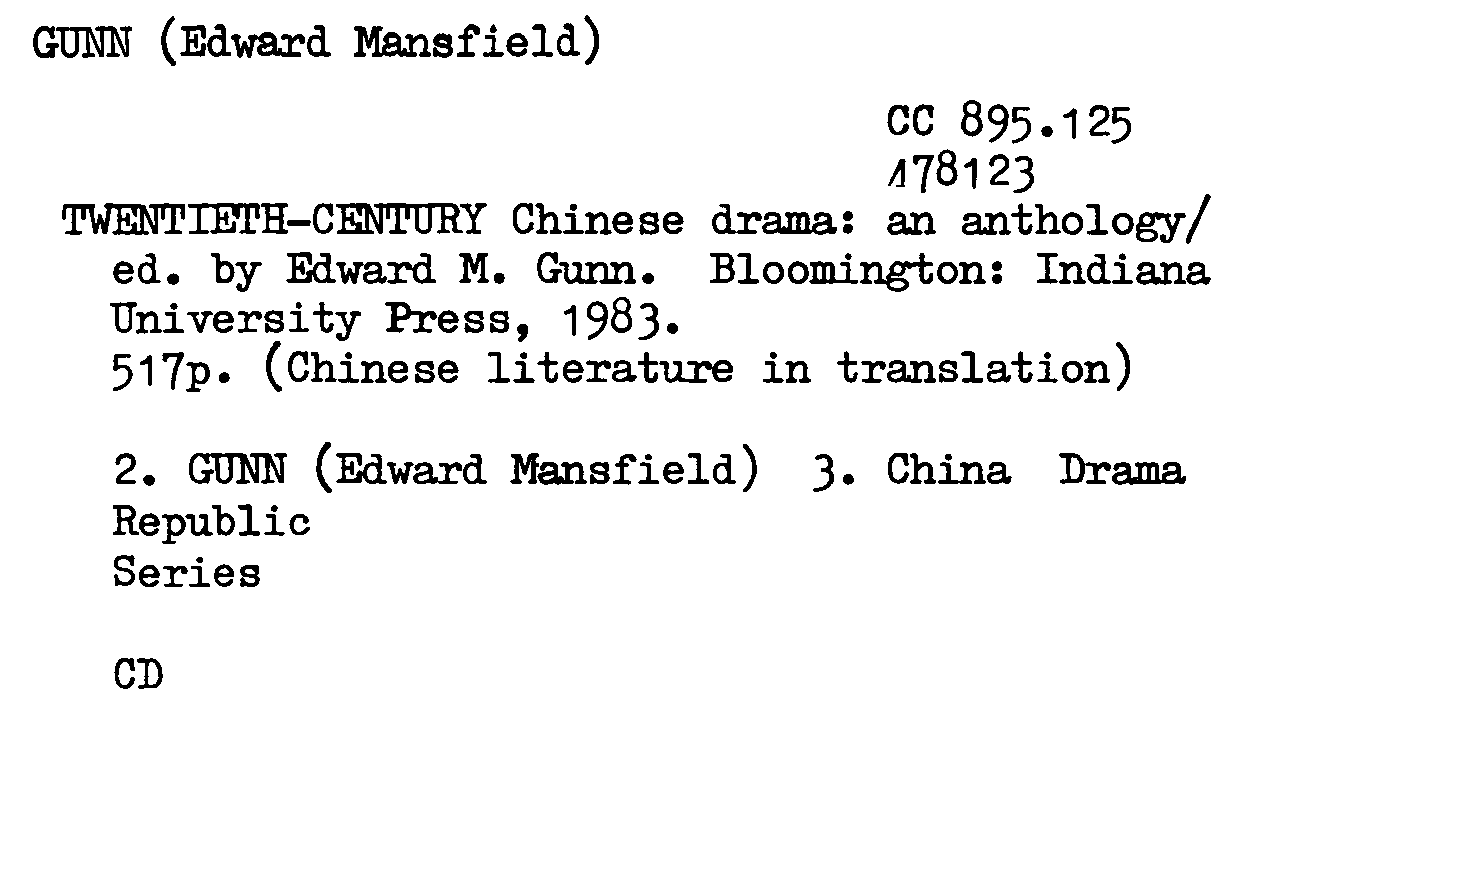 GUNN (Edward Mansfield)
CC 895.125
478123
TWENTIETH-CENTURY Chinese drama: an anthology/
ed. by Edward M. Gunn. Bloomington: Indiana
University Press, 1983.
517p. (Chinese literature in translation)
2. GUNN (Edward Mansfield) 3. China Drama
Republic
Series
CD